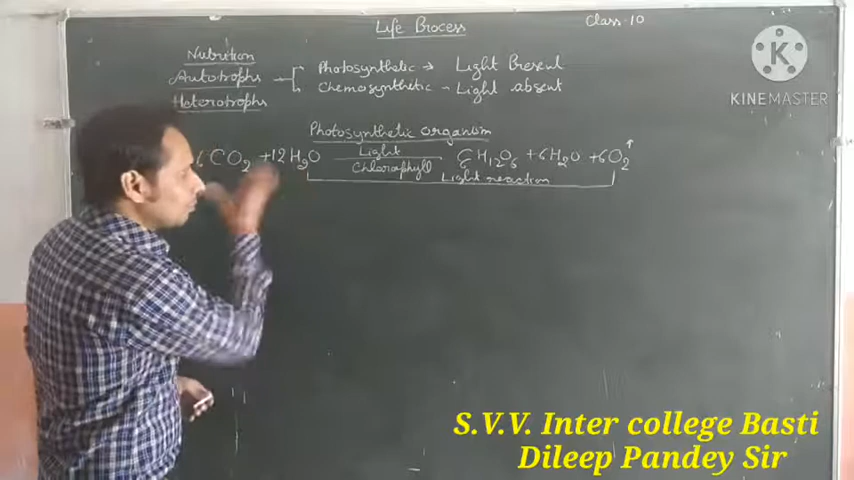 Life Process
Class-10
Nutrition
Autotrophs
Heterotrophs
Photosynthetic → Light Present
Chemosynthetic - Light absent
Photosynthetic organism
6CO2 + 12H2O Light Chlorophyll C6H12O6 + 6H2O + 6O2 ↑
Light reaction
K
KINEMASTER
S.V.V. Inter college Basti
Dileep Pandey Sir